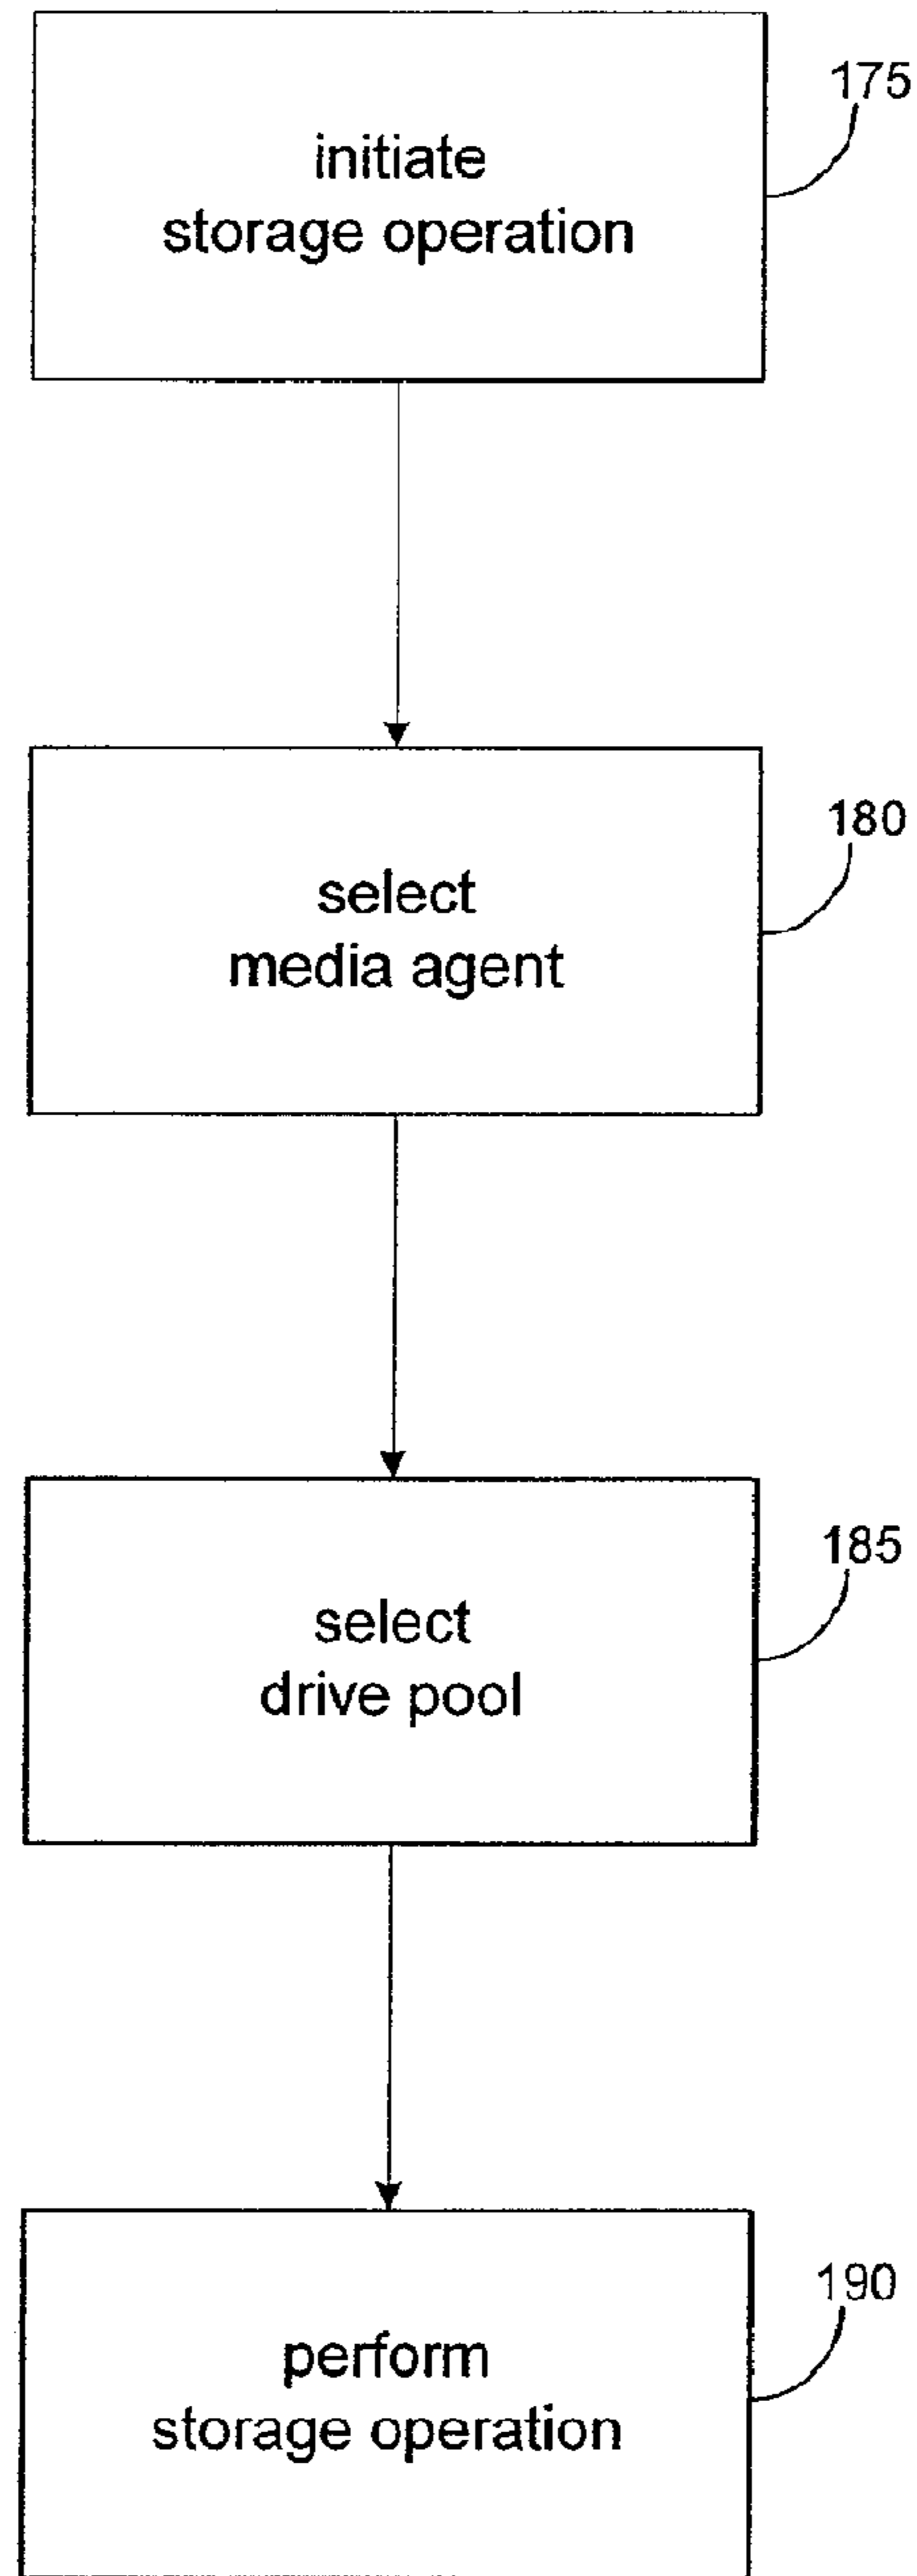 175
initiate
storage operation
180
select
media agent
185
select
drive pool
190
perform
storage operation